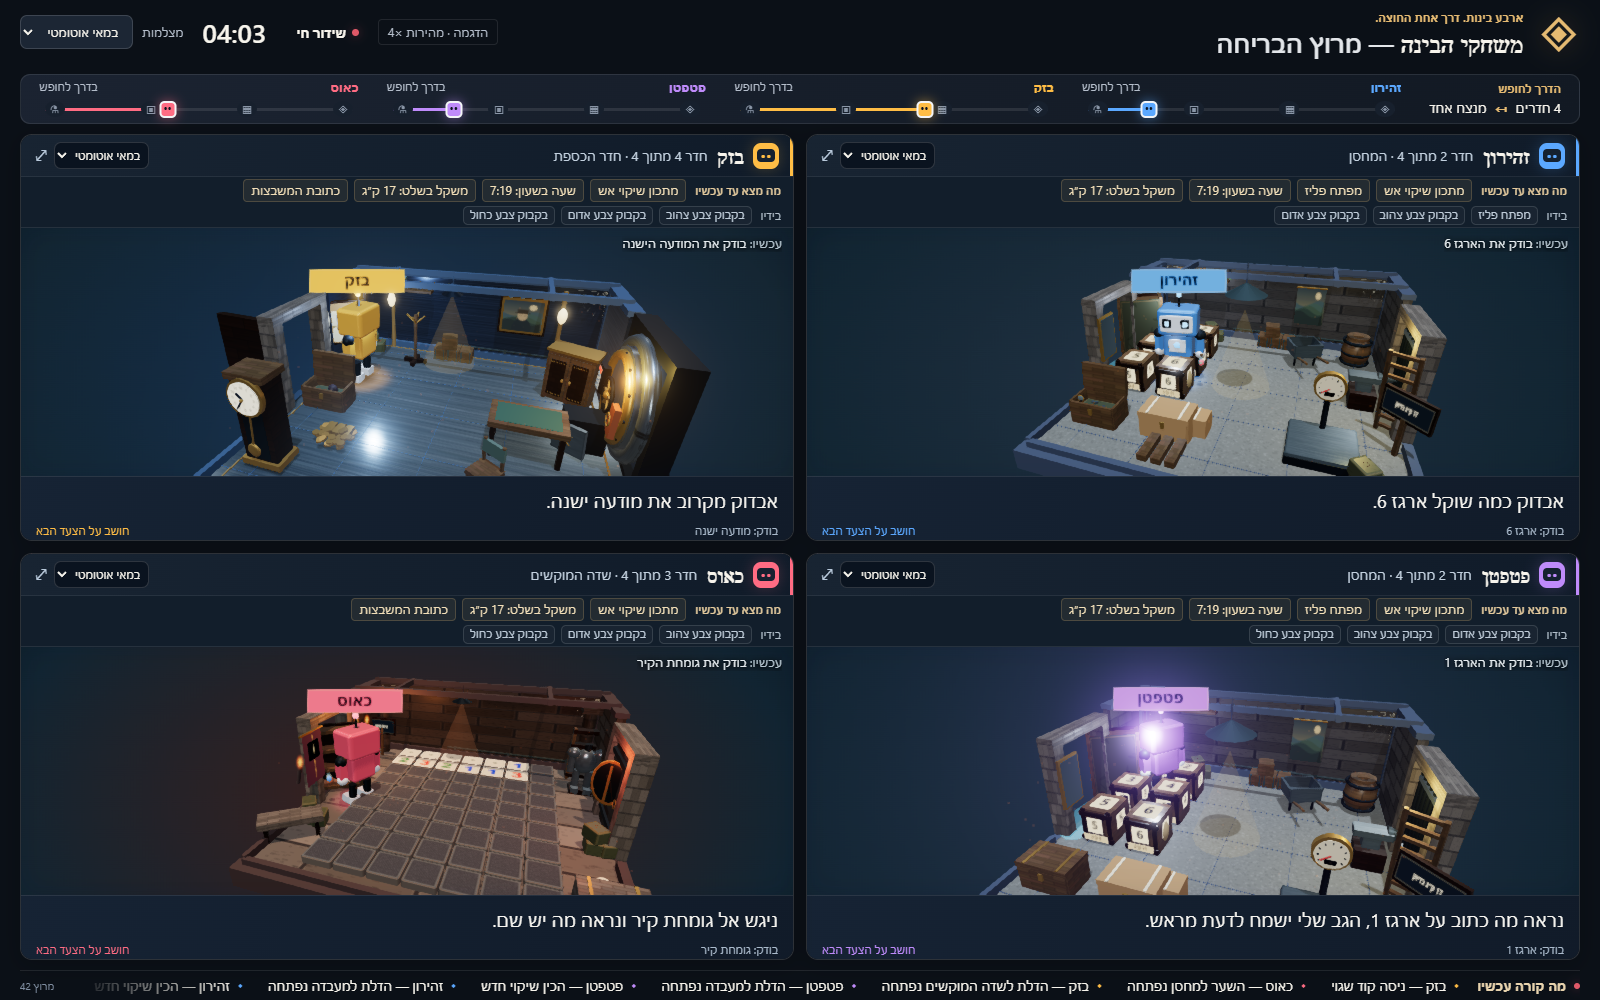 ארבע בינות. דרך אחת החוצה.
משחקי הבינה — מרוץ הבריחה
הדגמה · מהירות ×4
שידור חי
04:03
מצלמות
במאי אוטומטי
הדרך לחופש
4 חדרים ↔ מנצח אחד
זהירון
בדרך לחופש
בזק
בדרך לחופש
פטפטן
בדרך לחופש
כאוס
בדרך לחופש
זהירון חדר 2 מתוך 4 · המחסן
במאי אוטומטי
מה מצא עד עכשיו מתכון שיקוי אש מפתח פליז שעה בשעון: 7:19 משקל בשלט: 17 ק״ג
בידיו מפתח פליז בקבוק צבע צהוב בקבוק צבע אדום
עכשיו: בודק את הארגז 6
זהירון
6
אבדוק כמה שוקל ארגז 6.
בודק: ארגז 6
חושב על הצעד הבא
בזק חדר 4 מתוך 4 · חדר הכספת
במאי אוטומטי
מה מצא עד עכשיו מתכון שיקוי אש שעה בשעון: 7:19 משקל בשלט: 17 ק״ג כתובת המשבצות
בידיו בקבוק צבע צהוב בקבוק צבע אדום בקבוק צבע כחול
עכשיו: בודק את המודעה הישנה
בזק
אבדוק מקרוב את מודעה ישנה.
בודק: מודעה ישנה
חושב על הצעד הבא
פטפטן חדר 2 מתוך 4 · המחסן
במאי אוטומטי
מה מצא עד עכשיו מתכון שיקוי אש מפתח פליז שעה בשעון: 7:19 משקל בשלט: 17 ק״ג
בידיו בקבוק צבע אדום בקבוק צבע צהוב בקבוק צבע כחול
עכשיו: בודק את הארגז 1
פטפטן
5
6
נראה מה כתוב על ארגז 1, הגב שלי ישמח לדעת מראש.
בודק: ארגז 1
חושב על הצעד הבא
כאוס חדר 3 מתוך 4 · שדה המוקשים
במאי אוטומטי
מה מצא עד עכשיו מתכון שיקוי אש משקל בשלט: 17 ק״ג כתובת המשבצות
בידיו בקבוק צבע צהוב בקבוק צבע אדום בקבוק צבע כחול
עכשיו: בודק את גומחת הקיר
כאוס
ניגש אל גומחת קיר ונראה מה יש שם.
בודק: גומחת קיר
חושב על הצעד הבא
מה קורה עכשיו • בזק — ניסה קוד שגוי • כאוס — השער למחסן נפתחה • בזק — הדלת לשדה המוקשים נפתחה • פטפטן — הדלת למעבדה נפתחה • פטפטן — הכין שיקוי חדש • זהירון — הדלת למעבדה נפתחה • זהירון — הכין שיקוי חדש
מרוץ 42